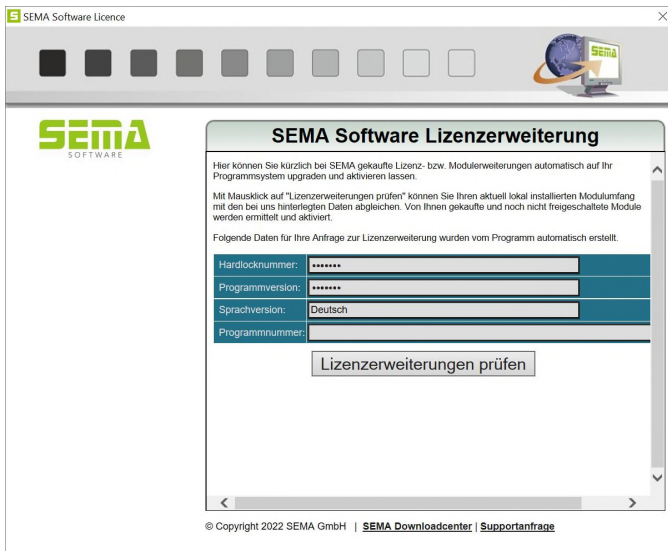 SEMA Software Licence
SEMA
SEMA
SOFTWARE
SEMA Software Lizenzerweiterung
Hier können Sie kürzlich bei SEMA gekaufte Lizenz- bzw. Modulerweiterungen automatisch auf Ihr
Programmsystem upgraden und aktivieren lassen.
Mit Mausklick auf "Lizenzerweiterungen prüfen" können Sie Ihren aktuell lokal installierten Modulumfang
mit den bei uns hinterlegten Daten abgleichen. Von Ihnen gekaufte und noch nicht freigeschaltete Module
werden ermittelt und aktiviert.
Folgende Daten für Ihre Anfrage zur Lizenzerweiterung wurden vom Programm automatisch erstellt.
Hardlocknummer: •••••••
Programmversion: •••••••
Sprachversion: Deutsch
Programmnummer:
Lizenzerweiterungen prüfen
© Copyright 2022 SEMA GmbH | SEMA Downloadcenter | Supportanfrage